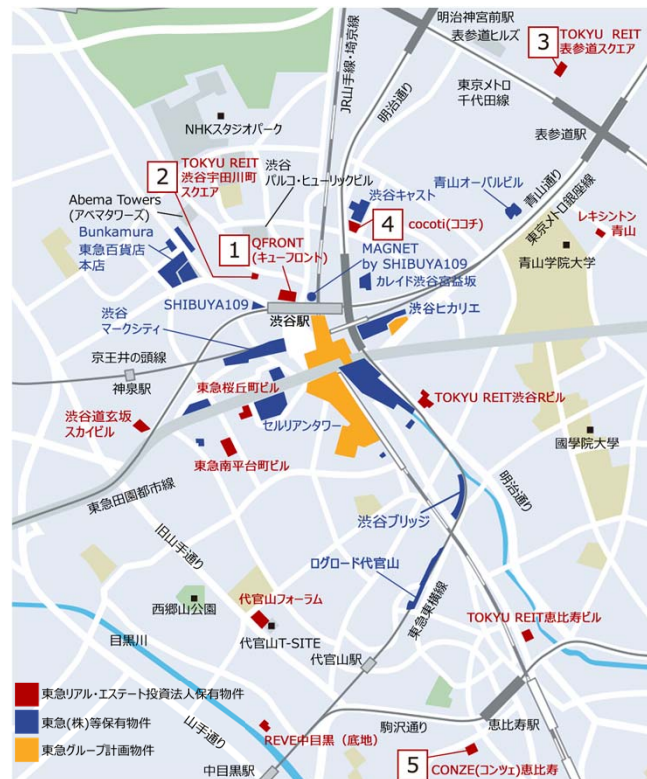 明治神宮前駅
表参道ヒルズ
3
TOKYU REIT
表参道スクエア
JR山手線・埼京線
明治通り
東京メトロ
千代田線
表参道駅
NHKスタジオパーク
2
TOKYU REIT
渋谷宇田川町
スクエア
渋谷
パルコ・ヒューリックビル
渋谷キャスト
青山オーバルビル
青山通り
東京メトロ銀座線
レキシントン
青山
Abema Towers
(アベマタワーズ)
Bunkamura
東急百貨店
本店
1
QFRONT
(キューフロント)
4
cocoti(ココチ)
MAGNET
by SHIBUYA109
カレイド渋谷宮益坂
青山学院大学
SHIBUYA109
渋谷駅
渋谷ヒカリエ
渋谷
マークシティ
京王井の頭線
神泉駅
東急桜丘町ビル
TOKYU REIT渋谷Rビル
渋谷道玄坂
スカイビル
セルリアンタワー
國學院大學
東急南平台町ビル
東急田園都市線
明治通り
旧山手通り
渋谷ブリッジ
ログロード代官山
東急東横線
代官山フォーラム
西郷山公園
代官山T-SITE
TOKYU REIT恵比寿ビル
目黒川
代官山駅
東急リアル・エステート投資法人保有物件
東急(株)等保有物件
東急グループ計画物件
山手通り
駒沢通り
恵比寿駅
REVE中目黒（底地）
中目黒駅
5
CONZE(コンツェ)恵比寿